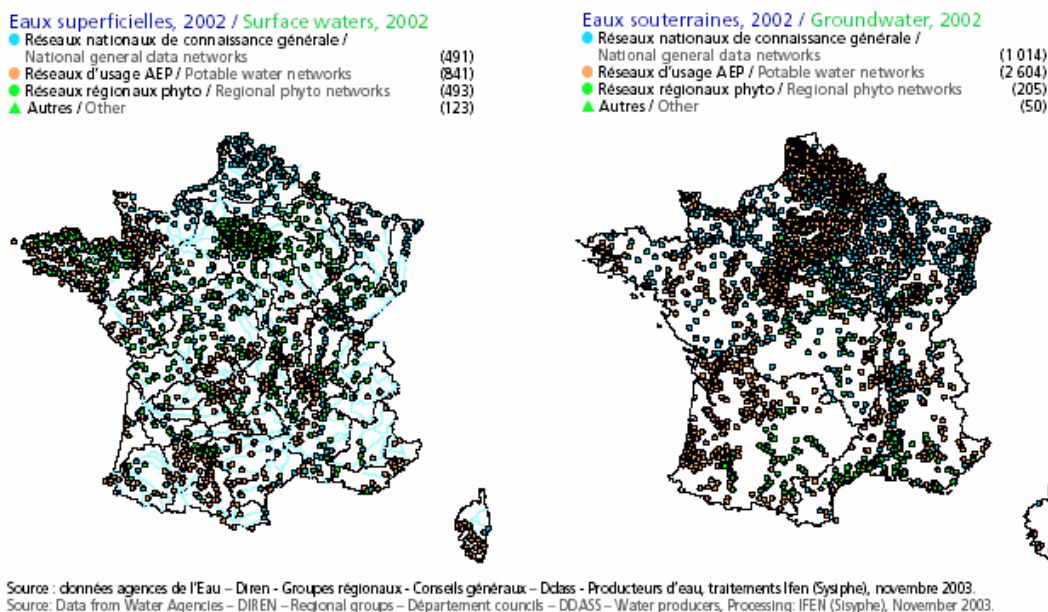 Eaux superficielles, 2002 / Surface waters, 2002
Réseaux nationaux de connaissance générale /
National general data networks (491)
Réseaux d'usage AEP / Potable water networks (841)
Réseaux régionaux phyto / Regional phyto networks (493)
Autres / Other (123)
Eaux souterraines, 2002 / Groundwater, 2002
Réseaux nationaux de connaissance générale /
National general data networks (1 014)
Réseaux d'usage AEP / Potable water networks (2 604)
Réseaux régionaux phyto / Regional phyto networks (205)
Autres / Other (50)
Source : données agences de l'Eau – Diren - Groupes régionaux - Conseils généraux – Ddass - Producteurs d'eau, traitements Ifen (Sysiphe), novembre 2003.
Source: Data from Water Agencies – DIREN – Regional groups – Département councils – DDASS – Water producers, Processing: IFEN (Sisyphe), November 2003.